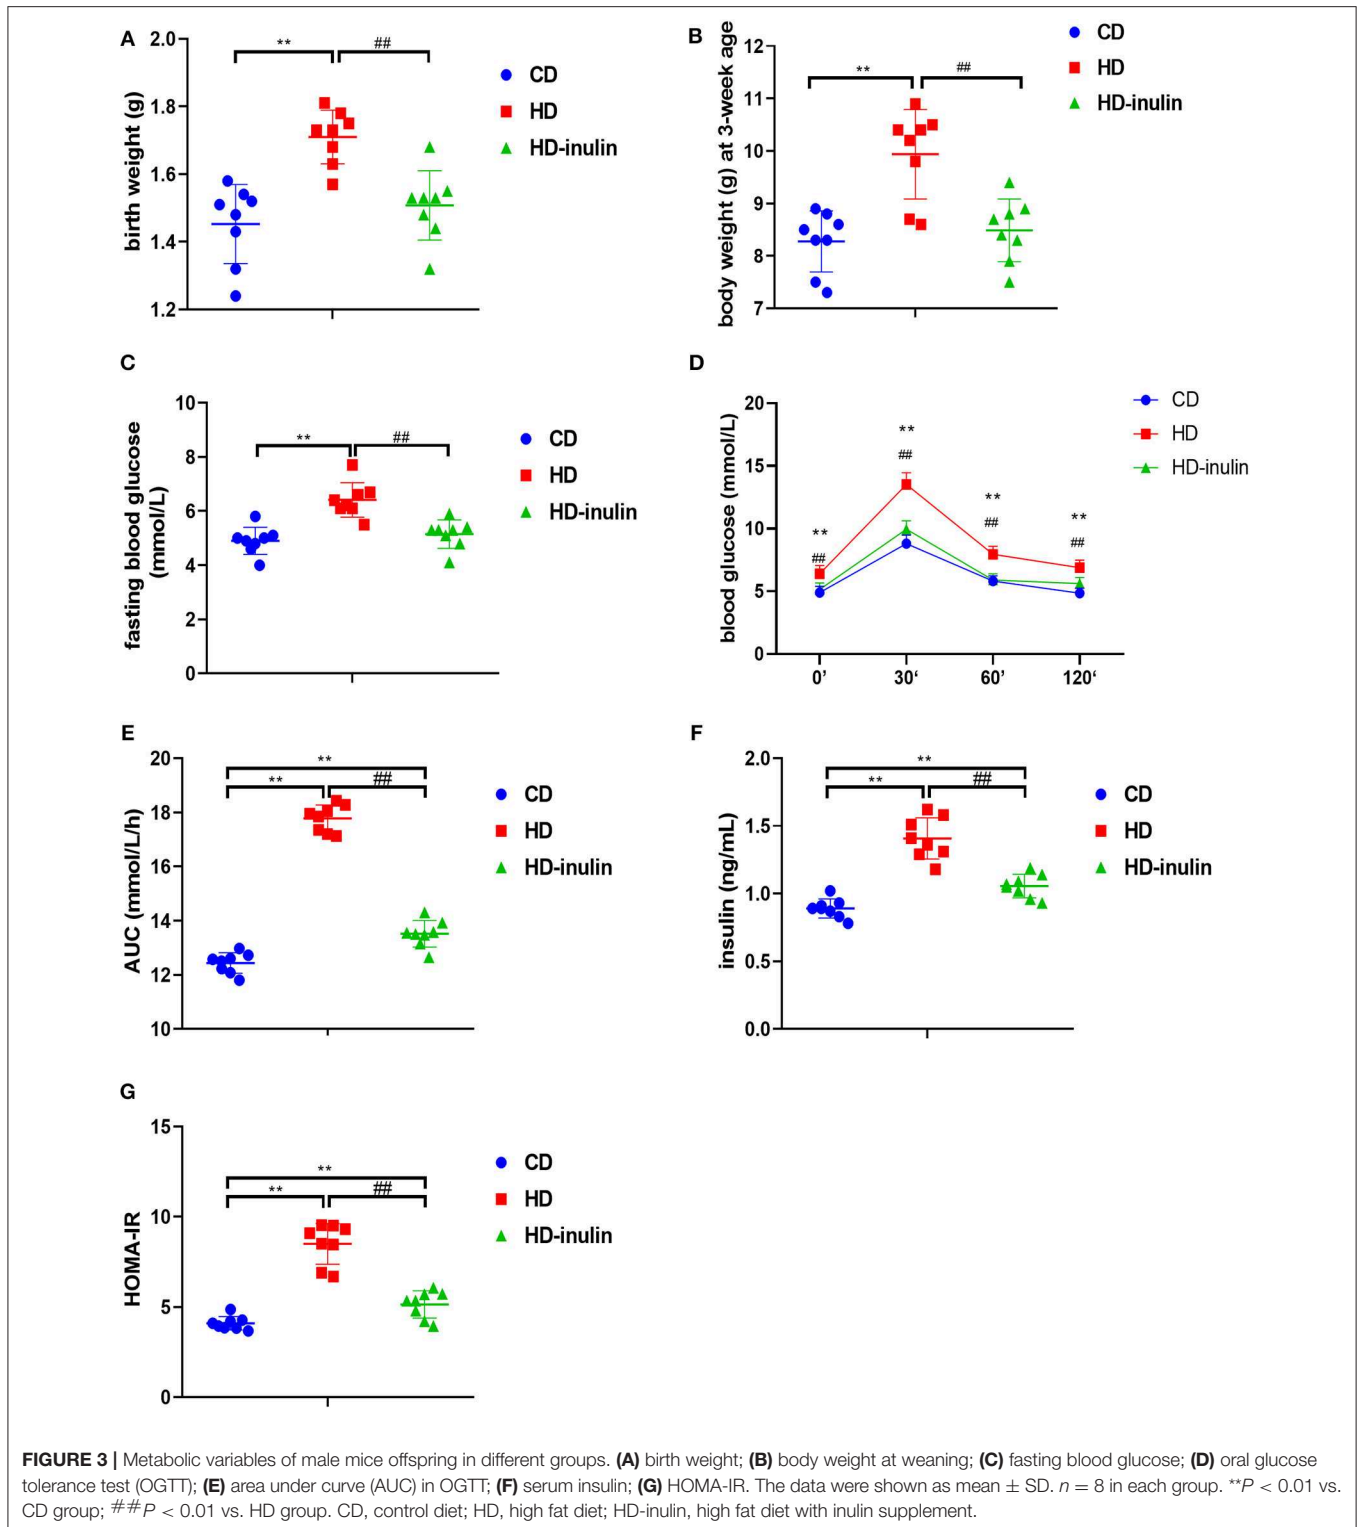 A
birth weight (g)
2.0
1.8
1.6
1.4
1.2
**
##
CD
HD
HD-inulin
B
body weight (g) at 3-week age
12
11
10
9
8
7
**
##
CD
HD
HD-inulin
C
fasting blood glucose
(mmol/L)
10
8
6
4
2
0
**
##
CD
HD
HD-inulin
D
blood glucose (mmol/L)
20
15
10
5
0
**
##
**
##
**
##
**
##
0’
30‘
60’
120‘
CD
HD
HD-inulin
E
AUC (mmol/L/h)
20
18
16
14
12
10
**
**
##
CD
HD
HD-inulin
F
insulin (ng/mL)
2.0
1.5
1.0
0.5
0.0
**
**
##
CD
HD
HD-inulin
G
HOMA-IR
15
10
5
0
**
**
##
CD
HD
HD-inulin
FIGURE 3 | Metabolic variables of male mice offspring in different groups. (A) birth weight; (B) body weight at weaning; (C) fasting blood glucose; (D) oral glucose
tolerance test (OGTT); (E) area under curve (AUC) in OGTT; (F) serum insulin; (G) HOMA-IR. The data were shown as mean ± SD. n = 8 in each group. **P < 0.01 vs.
CD group; ##P < 0.01 vs. HD group. CD, control diet; HD, high fat diet; HD-inulin, high fat diet with inulin supplement.